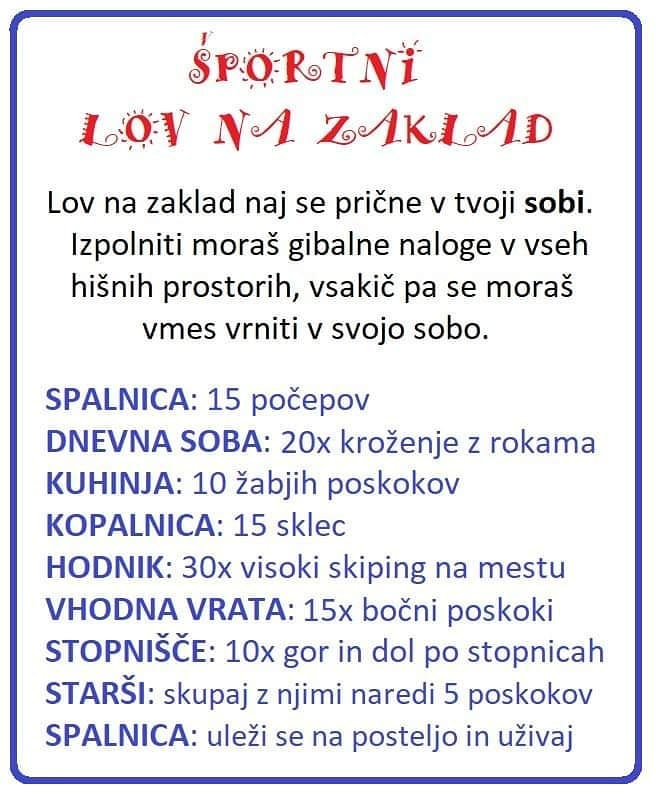 ŠPORTNI
LOV NA ZAKLAD
Lov na zaklad naj se prične v tvoji sobi.
Izpolniti moraš gibalne naloge v vseh
hišnih prostorih, vsakič pa se moraš
vmes vrniti v svojo sobo.
SPALNICA: 15 počepov
DNEVNA SOBA: 20x kroženje z rokama
KUHINJA: 10 žabjih poskokov
KOPALNICA: 15 sklec
HODNIK: 30x visoki skiping na mestu
VHODNA VRATA: 15x bočni poskoki
STOPNIŠČE: 10x gor in dol po stopnicah
STARŠI: skupaj z njimi naredi 5 poskokov
SPALNICA: uleži se na posteljo in uživaj